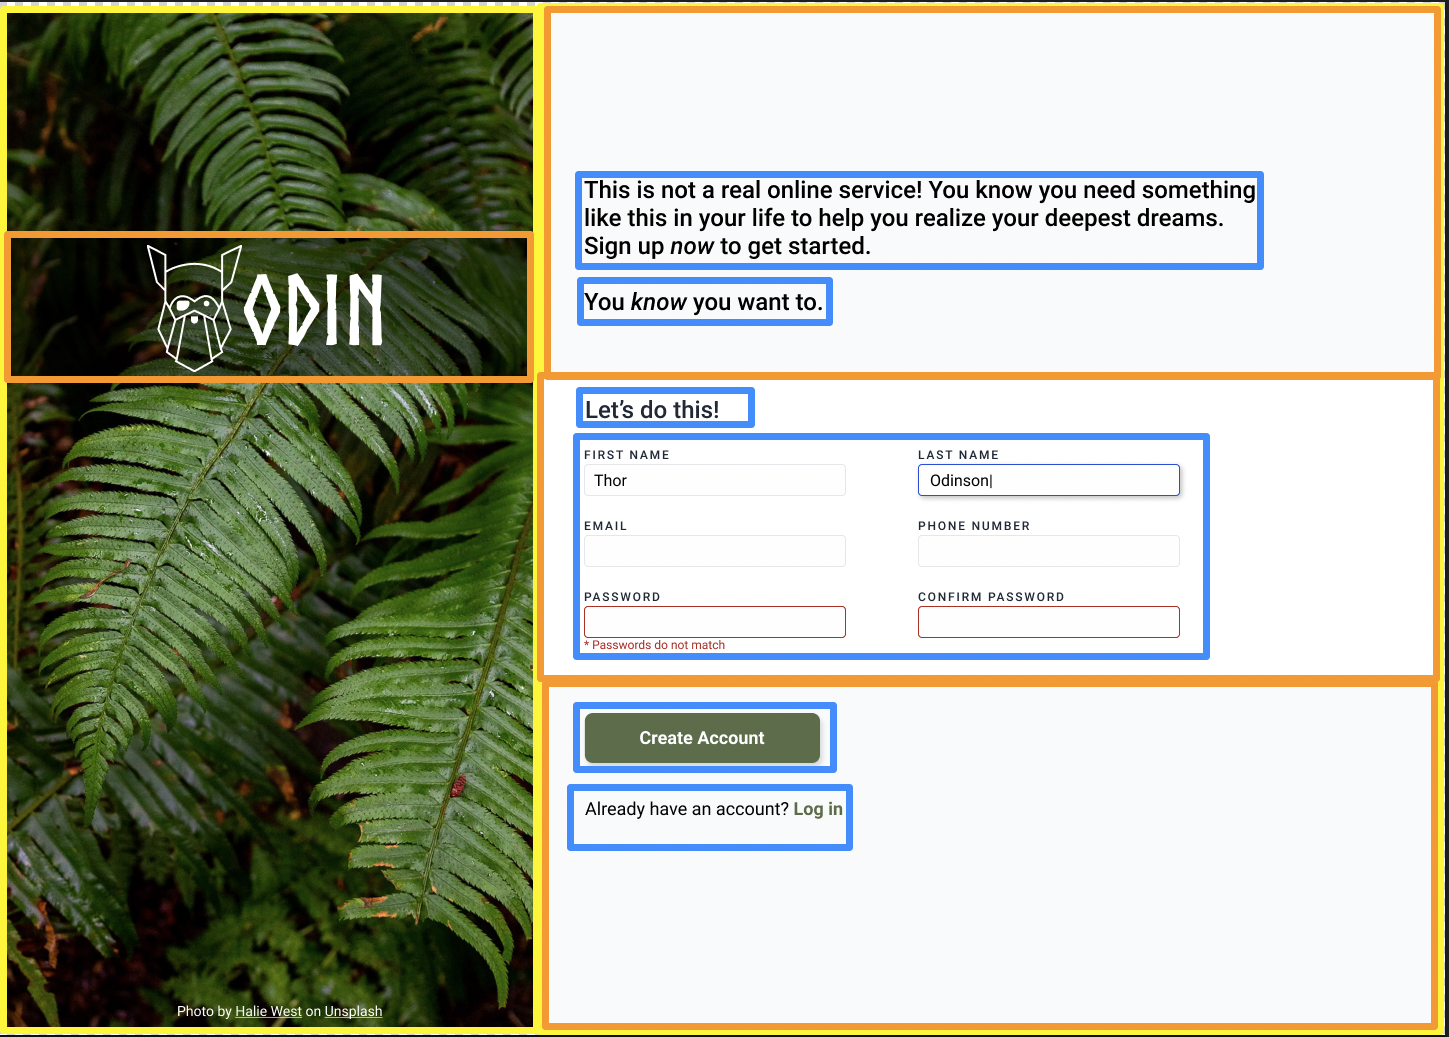 ODIN
Photo by Halie West on Unsplash
This is not a real online service! You know you need something
like this in your life to help you realize your deepest dreams.
Sign up now to get started.
You know you want to.
Let’s do this!
FIRST NAME
Thor
LAST NAME
Odinson|
EMAIL
PHONE NUMBER
PASSWORD
CONFIRM PASSWORD
* Passwords do not match
Create Account
Already have an account? Log in